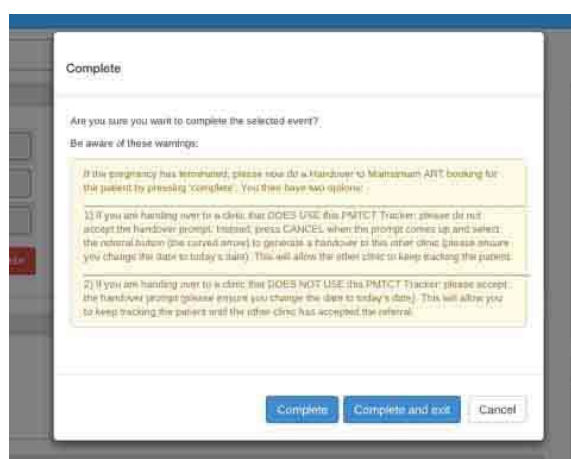 Complete
Are you sure you want to complete the selected event?
Be aware of these warnings:
If the pregnancy has terminated, please now do a Handover to Mainstream ART booking for
the patient by pressing 'complete'. You then have two options:
1) If you are handing over to a clinic that DOES USE this PMTCT Tracker: please do not
accept the handover prompt. Instead, press CANCEL when the prompt comes up and select
the referral button (the curved arrow) to generate a handover to this other clinic (please ensure
you change the date to today's date). This will allow the other clinic to keep tracking the patient.
2) If you are handing over to a clinic that DOES NOT USE this PMTCT Tracker: please accept
the handover prompt (please ensure you change the date to today's date). This will allow you
to keep tracking the patient until the other clinic has accepted the referral.
Complete
Complete and exit
Cancel